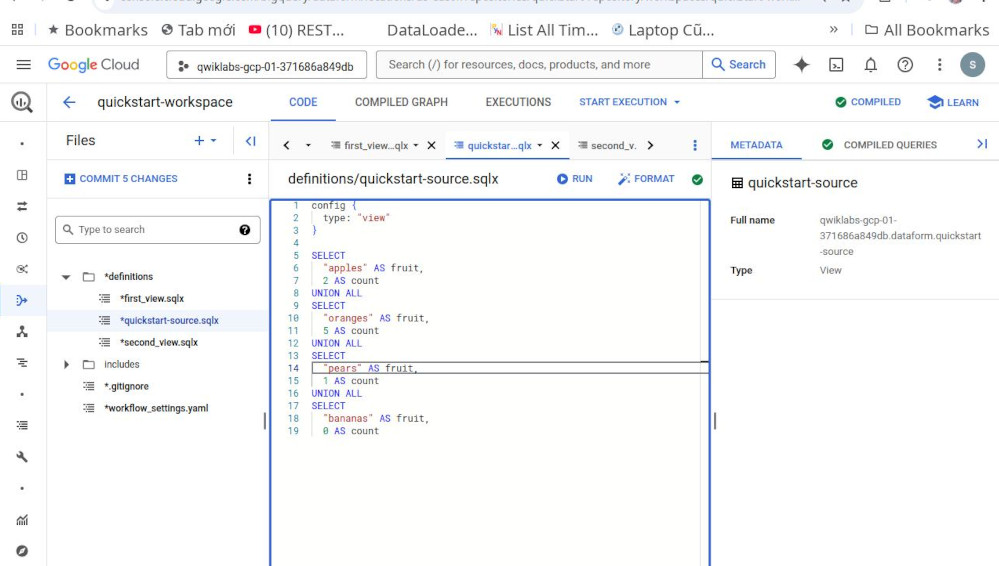 Bookmarks Tab mới (10) REST... DataLoade... List All Tim... Laptop Cũ... » All Bookmarks
Google Cloud qwiklabs-gcp-01-371686a849db Search (/) for resources, docs, products, and more Search S
quickstart-workspace CODE COMPILED GRAPH EXECUTIONS START EXECUTION COMPILED LEARN
Files
COMMIT 5 CHANGES
Type to search
*definitions
*first_view.sqlx
*quickstart-source.sqlx
*second_view.sqlx
includes
*.gitignore
*workflow_settings.yaml
first_view...qlx quickstar...qlx second_v.
definitions/quickstart-source.sqlx RUN FORMAT
1 config {
2 type: "view"
3 }
4
5 SELECT
6 "apples" AS fruit,
7 2 AS count
8 UNION ALL
9 SELECT
10 "oranges" AS fruit,
11 5 AS count
12 UNION ALL
13 SELECT
14 "pears" AS fruit,
15 1 AS count
16 UNION ALL
17 SELECT
18 "bananas" AS fruit,
19 0 AS count
METADATA COMPILED QUERIES
quickstart-source
Full name qwiklabs-gcp-01-
371686a849db.dataform.quickstart
-source
Type View